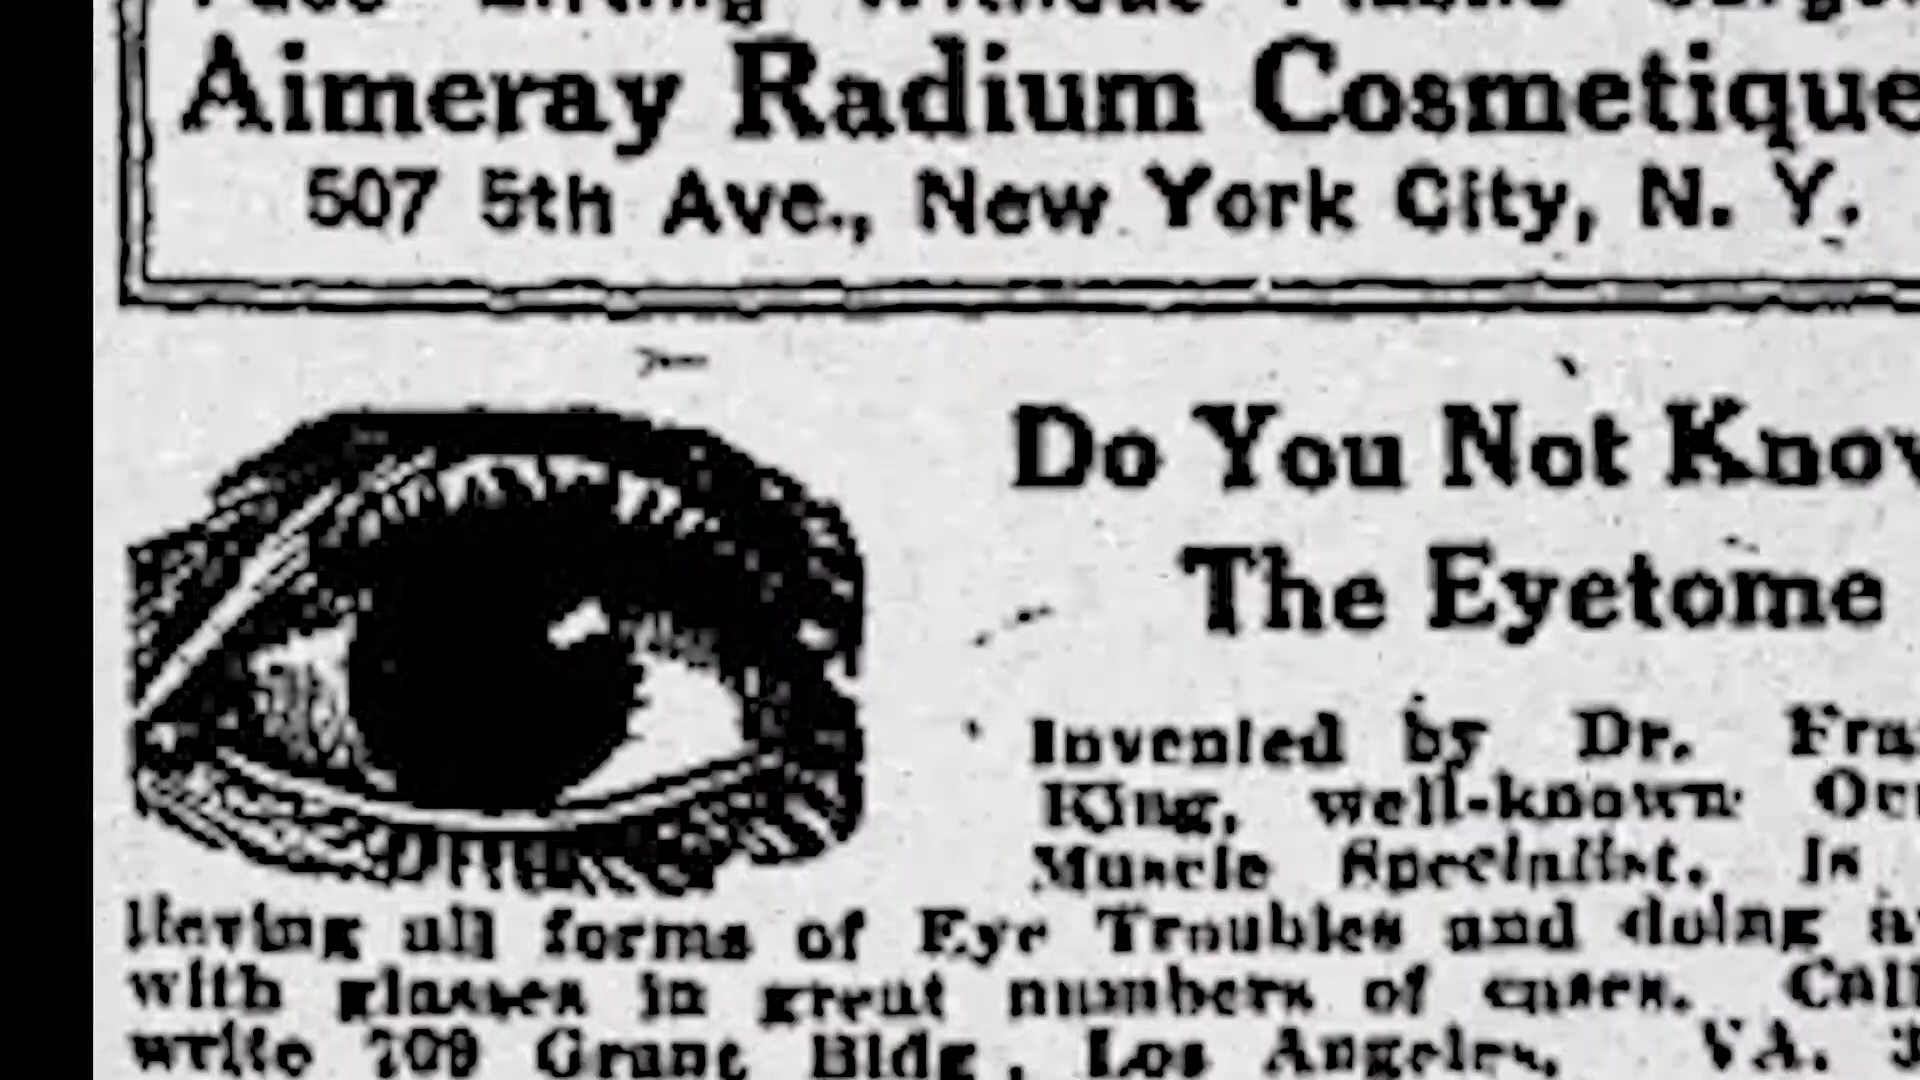 Aimeray Radium Cosmetique
507 5th Ave., New York City, N. Y.
Do You Not Know
The Eyetome
Invented by Dr. Fra
King, well-known Oc
Muscle Specialist, is
lieving all forms of Eye Troubles and doing a
with glasses in great numbers of cases. Call
write 709 Grant Bldg., Los Angeles, VA. 3